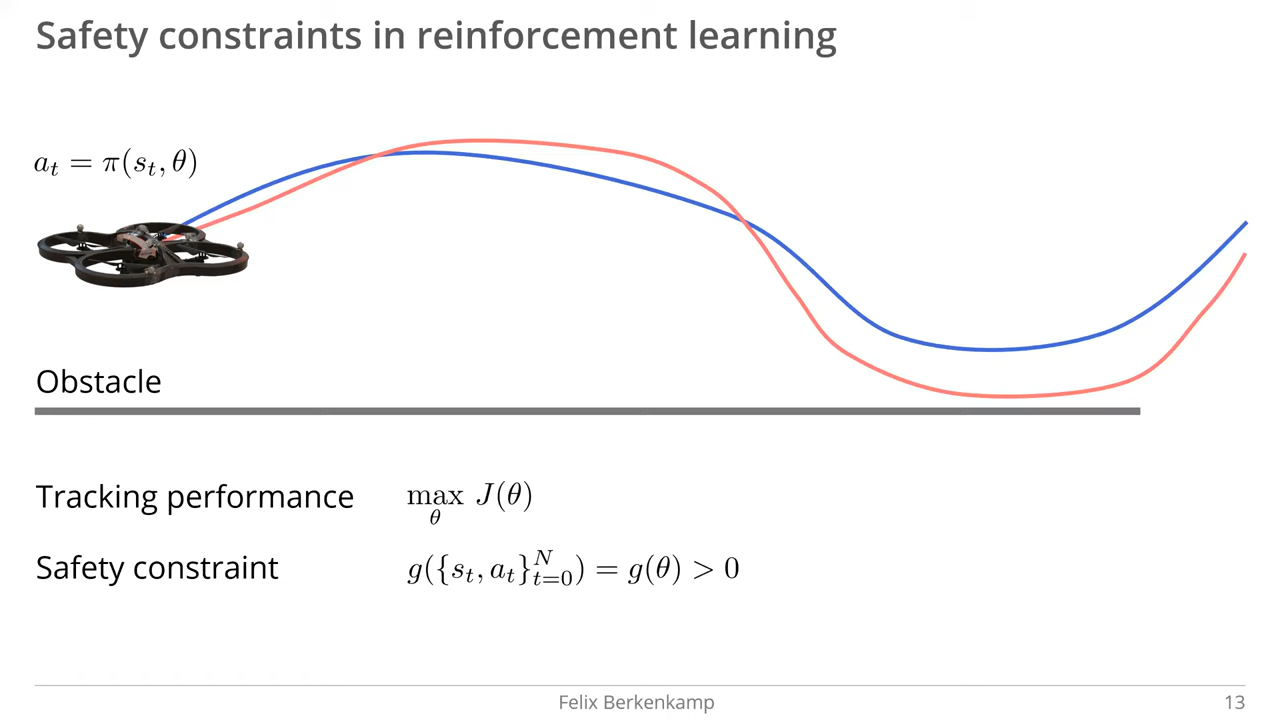 Safety constraints in reinforcement learning
a_t = π(s_t, θ)
Obstacle
Tracking performance max_θ J(θ)
Safety constraint g({s_t, a_t}_{t=0}^N) = g(θ) > 0
Felix Berkenkamp 13